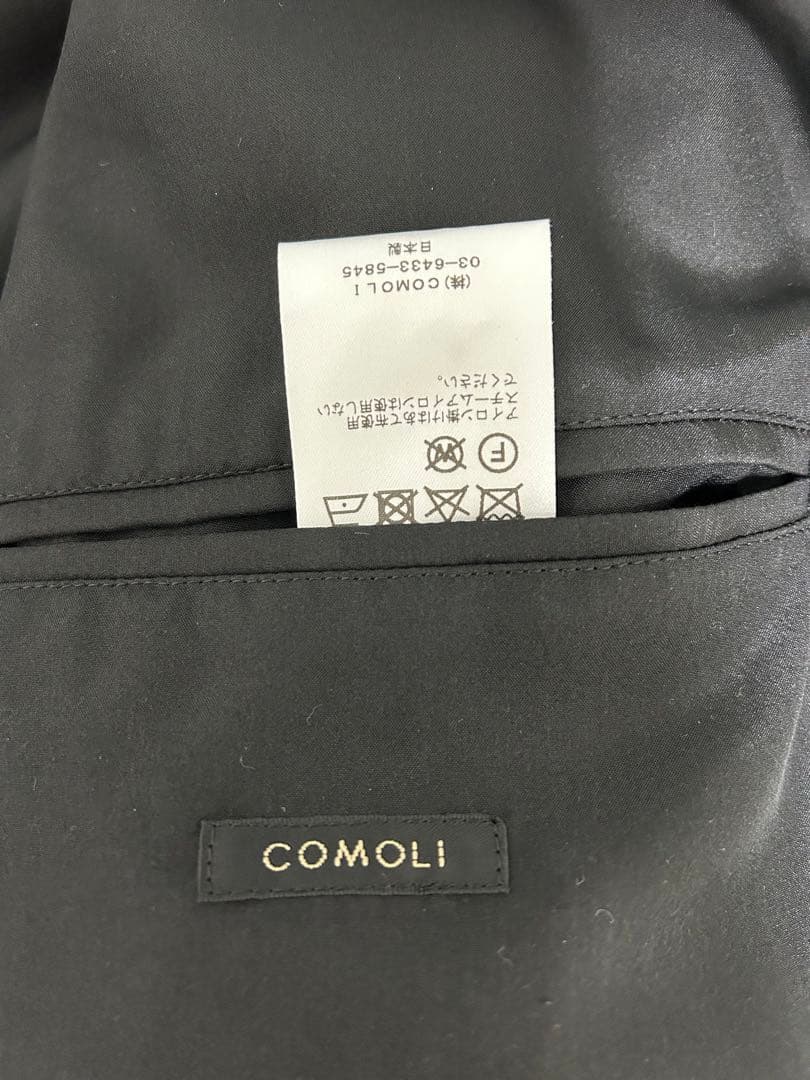 Ⓕ Ⓦ
アイロン掛けはあて布使用
スチームアイロンは使用しない
でください。
(株)COMOLI
03-6433-5845
日本製
COMOLI